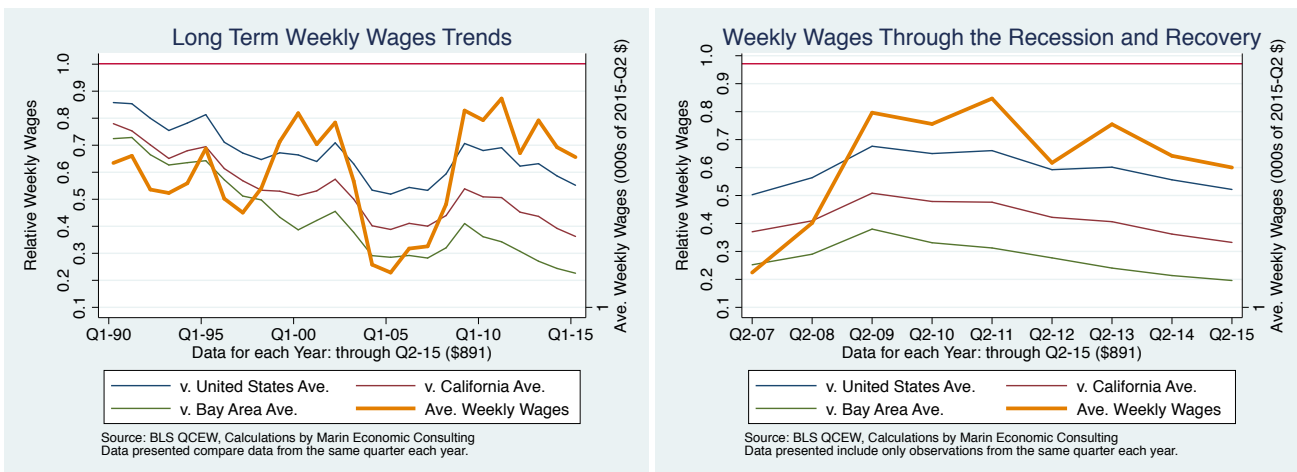 Long Term Weekly Wages Trends
Relative Weekly Wages
1.0
0.9
0.8
0.7
0.6
0.5
0.4
0.3
0.2
0.1
Ave. Weekly Wages (000s of 2015-Q2 $)
1
Q1-90 Q1-95 Q1-00 Q1-05 Q1-10 Q1-15
Data for each Year: through Q2-15 ($891)
v. United States Ave. v. California Ave.
v. Bay Area Ave. Ave. Weekly Wages
Source: BLS QCEW, Calculations by Marin Economic Consulting
Data presented compare data from the same quarter each year.
Weekly Wages Through the Recession and Recovery
Relative Weekly Wages
1.0
0.9
0.8
0.7
0.6
0.5
0.4
0.3
0.2
0.1
Ave. Weekly Wages (000s of 2015-Q2 $)
1
Q2-07 Q2-08 Q2-09 Q2-10 Q2-11 Q2-12 Q2-13 Q2-14 Q2-15
Data for each Year: through Q2-15 ($891)
v. United States Ave. v. California Ave.
v. Bay Area Ave. Ave. Weekly Wages
Source: BLS QCEW, Calculations by Marin Economic Consulting
Data presented include only observations from the same quarter each year.